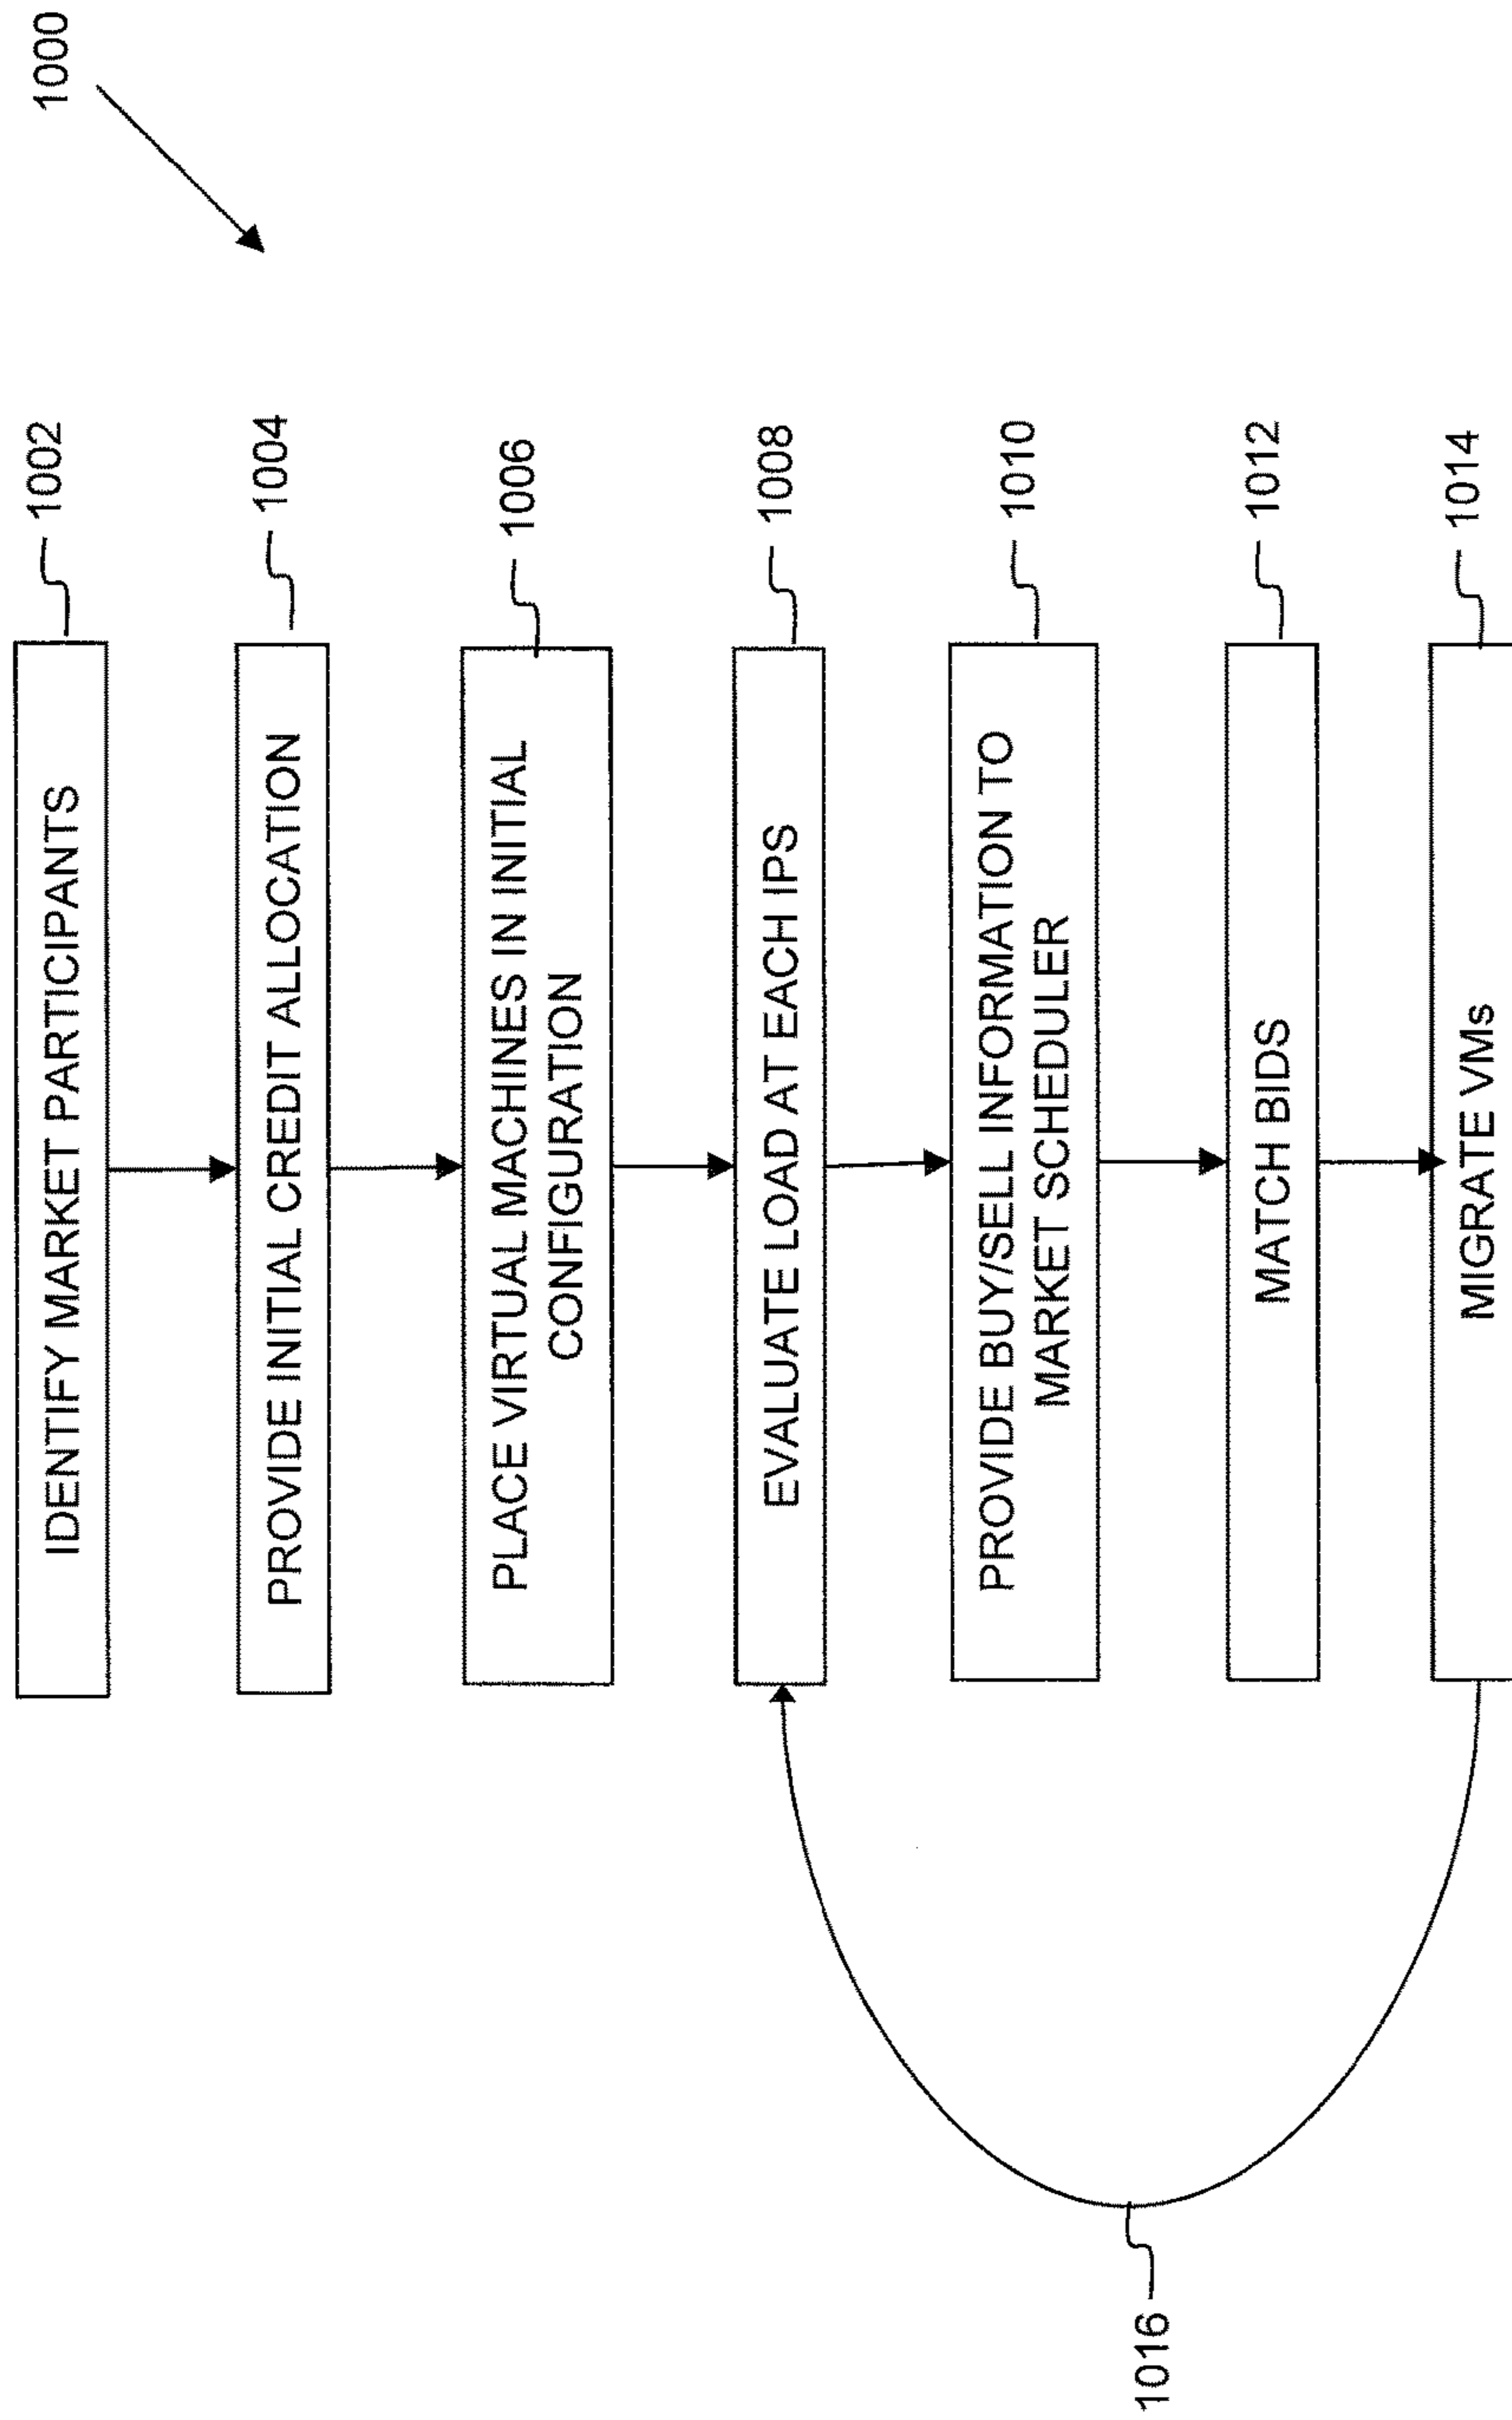 1000
IDENTIFY MARKET PARTICIPANTS
1002
PROVIDE INITIAL CREDIT ALLOCATION
1004
PLACE VIRTUAL MACHINES IN INITIAL
CONFIGURATION
1006
EVALUATE LOAD AT EACH IPS
1008
PROVIDE BUY/SELL INFORMATION TO
MARKET SCHEDULER
1010
MATCH BIDS
1012
MIGRATE VMs
1014
1016